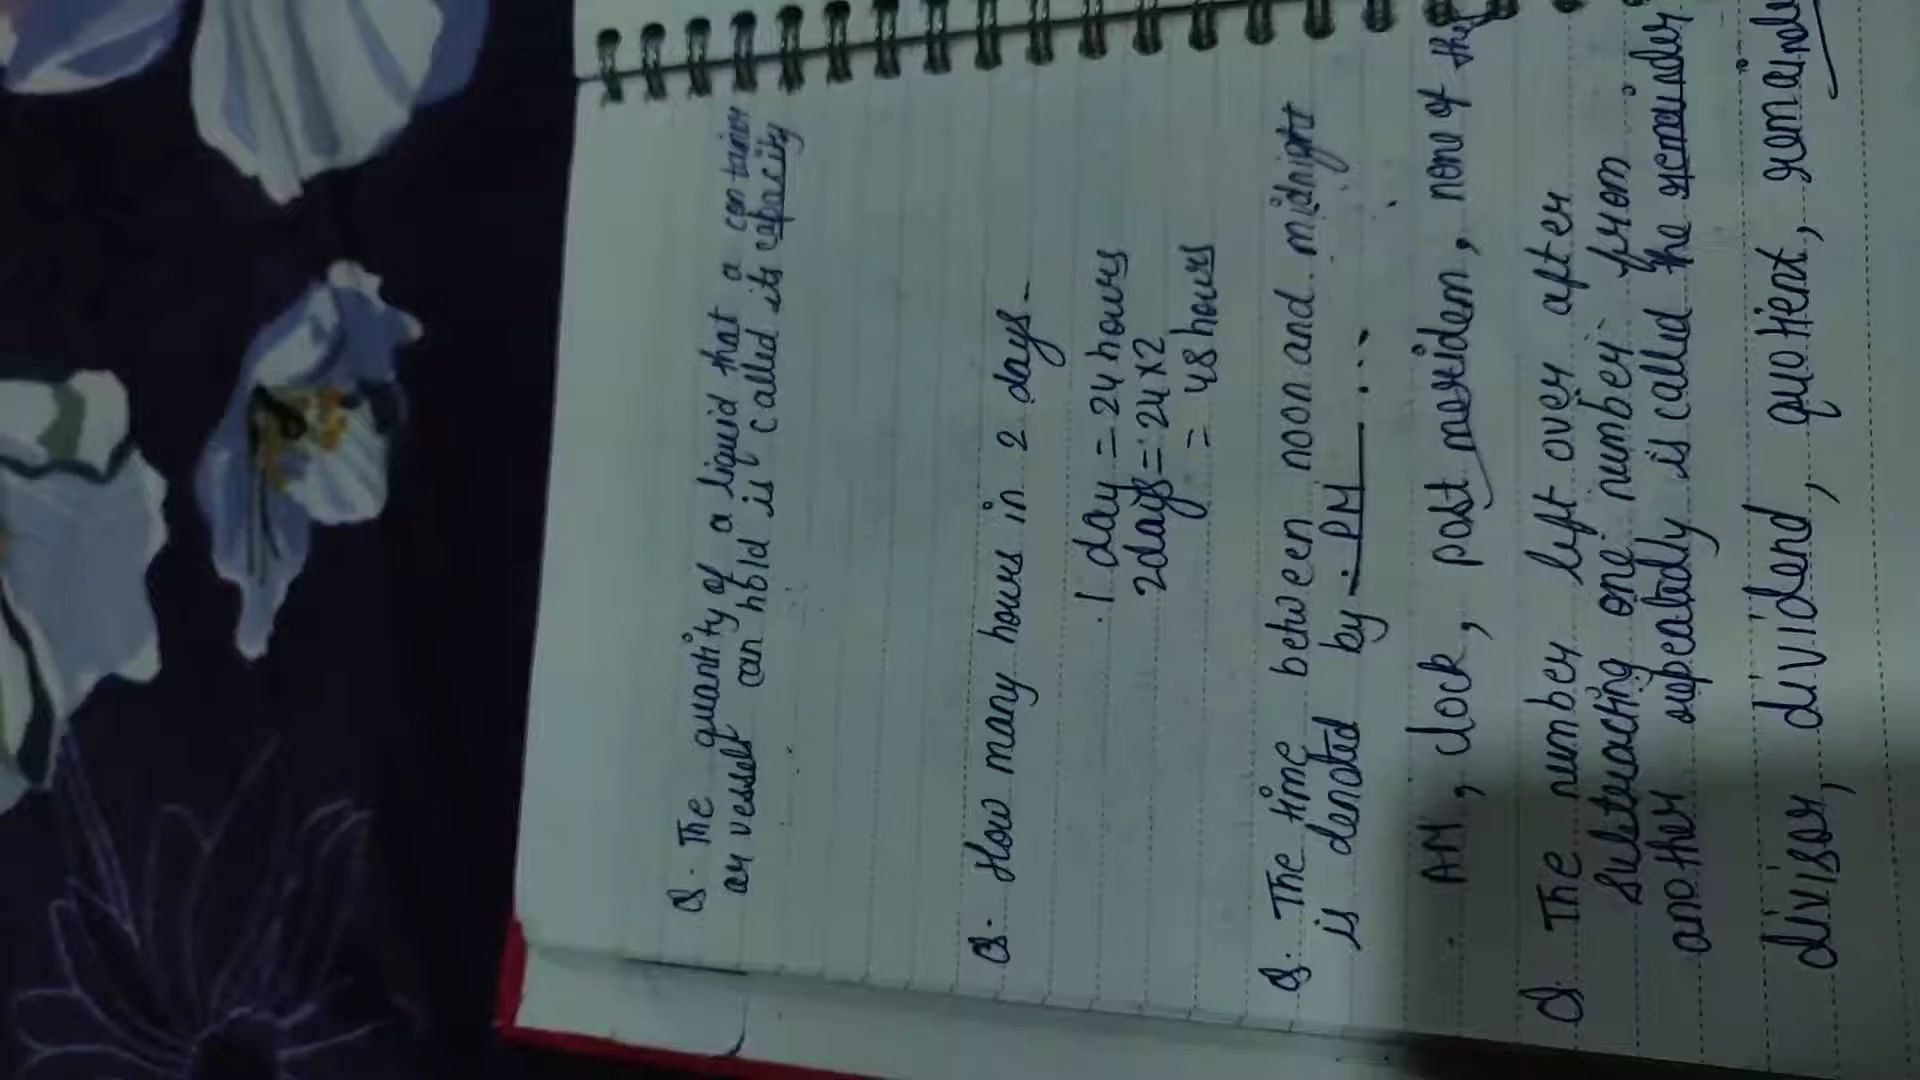 Q. The quantity of a liquid that a container
or vessel can hold is called its capacity
Q. How many hours in 2 days -
1 day = 24 hours
2days = 24 x 2
= 48 hours
Q. The time between noon and midnight
is denoted by PM ...
AM, clock, post meridem, none of the
Q. The number left over after
subtracting one number from
another repeatedly is called the remainder
divisor, dividend, quotient,